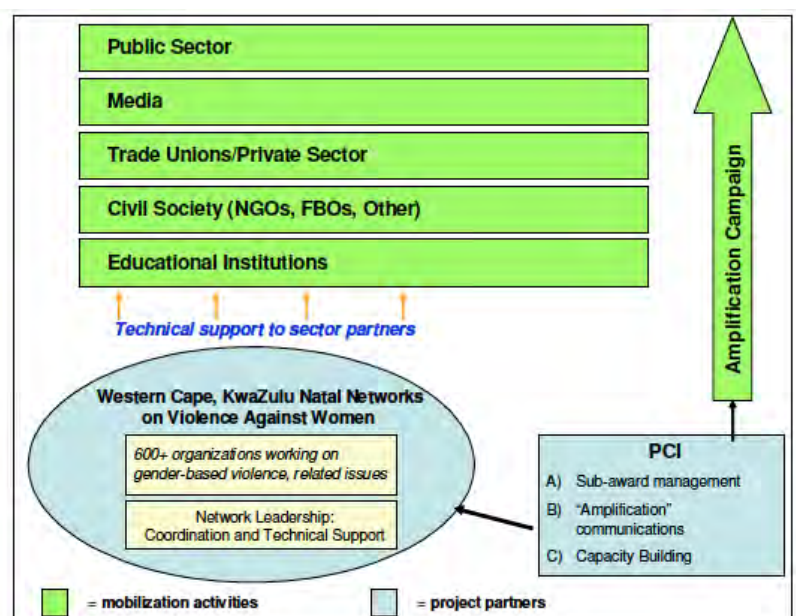 Public Sector
Media
Trade Unions/Private Sector
Civil Society (NGOs, FBOs, Other)
Educational Institutions
Amplification Campaign
Technical support to sector partners
Western Cape, KwaZulu Natal Networks
on Violence Against Women
600+ organizations working on
gender-based violence, related issues
Network Leadership:
Coordination and Technical Support
PCI
A) Sub-award management
B) “Amplification”
communications
C) Capacity Building
= mobilization activities
= project partners